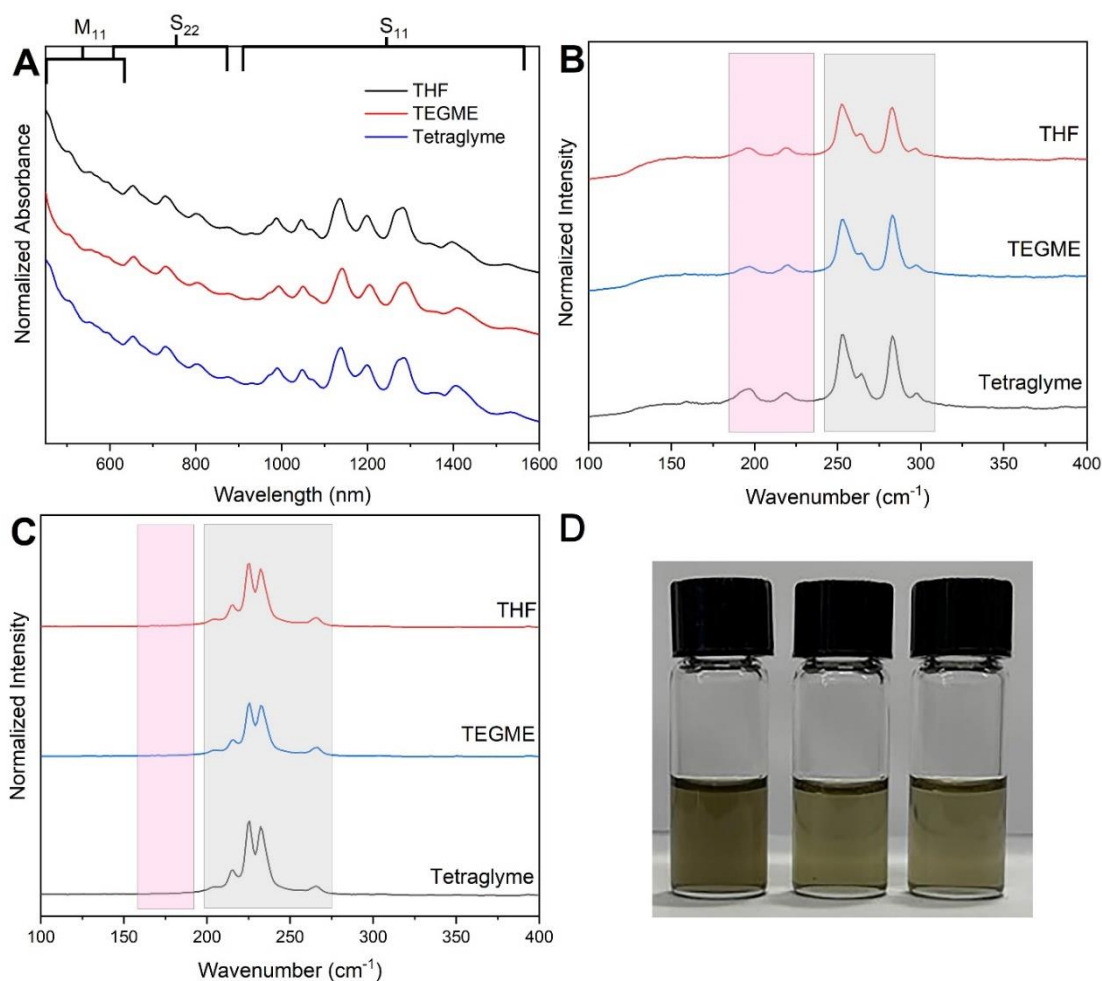 M₁₁ S₂₂ S₁₁
A
THF
TEGME
Tetraglyme
Normalized Absorbance
600 800 1000 1200 1400 1600
Wavelength (nm)
B
THF
TEGME
Tetraglyme
Normalized Intensity
100 150 200 250 300 350 400
Wavenumber (cm⁻¹)
C
THF
TEGME
Tetraglyme
Normalized Intensity
100 150 200 250 300 350 400
Wavenumber (cm⁻¹)
D